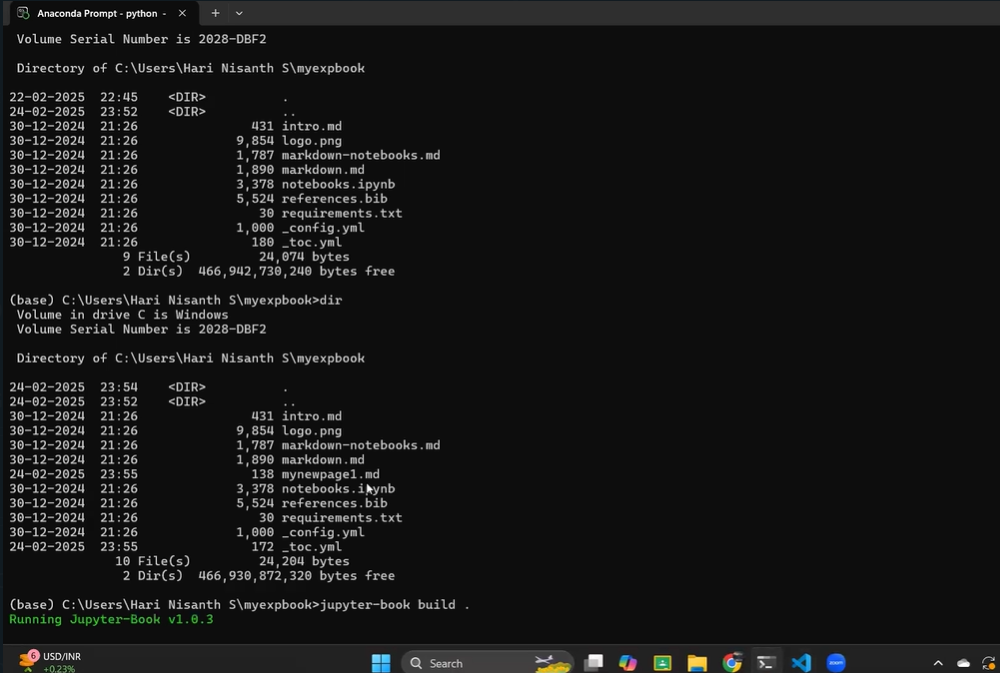 Anaconda Prompt - python -
Volume Serial Number is 2028-DBF2
Directory of C:\Users\Hari Nisanth S\myexpbook
22-02-2025 22:45 <DIR> .
24-02-2025 23:52 <DIR> ..
30-12-2024 21:26 431 intro.md
30-12-2024 21:26 9,854 logo.png
30-12-2024 21:26 1,787 markdown-notebooks.md
30-12-2024 21:26 1,890 markdown.md
30-12-2024 21:26 3,378 notebooks.ipynb
30-12-2024 21:26 5,524 references.bib
30-12-2024 21:26 30 requirements.txt
30-12-2024 21:26 1,000 _config.yml
30-12-2024 21:26 180 _toc.yml
9 File(s) 24,074 bytes
2 Dir(s) 466,942,730,240 bytes free
(base) C:\Users\Hari Nisanth S\myexpbook>dir
Volume in drive C is Windows
Volume Serial Number is 2028-DBF2
Directory of C:\Users\Hari Nisanth S\myexpbook
24-02-2025 23:54 <DIR> .
24-02-2025 23:52 <DIR> ..
30-12-2024 21:26 431 intro.md
30-12-2024 21:26 9,854 logo.png
30-12-2024 21:26 1,787 markdown-notebooks.md
30-12-2024 21:26 1,890 markdown.md
24-02-2025 23:55 138 mynewpage1.md
30-12-2024 21:26 3,378 notebooks.ipynb
30-12-2024 21:26 5,524 references.bib
30-12-2024 21:26 30 requirements.txt
30-12-2024 21:26 1,000 _config.yml
24-02-2025 23:55 172 _toc.yml
10 File(s) 24,204 bytes
2 Dir(s) 466,930,872,320 bytes free
(base) C:\Users\Hari Nisanth S\myexpbook>jupyter-book build .
Running Jupyter-Book v1.0.3
6
USD/INR
+0.23%
Search
zoom